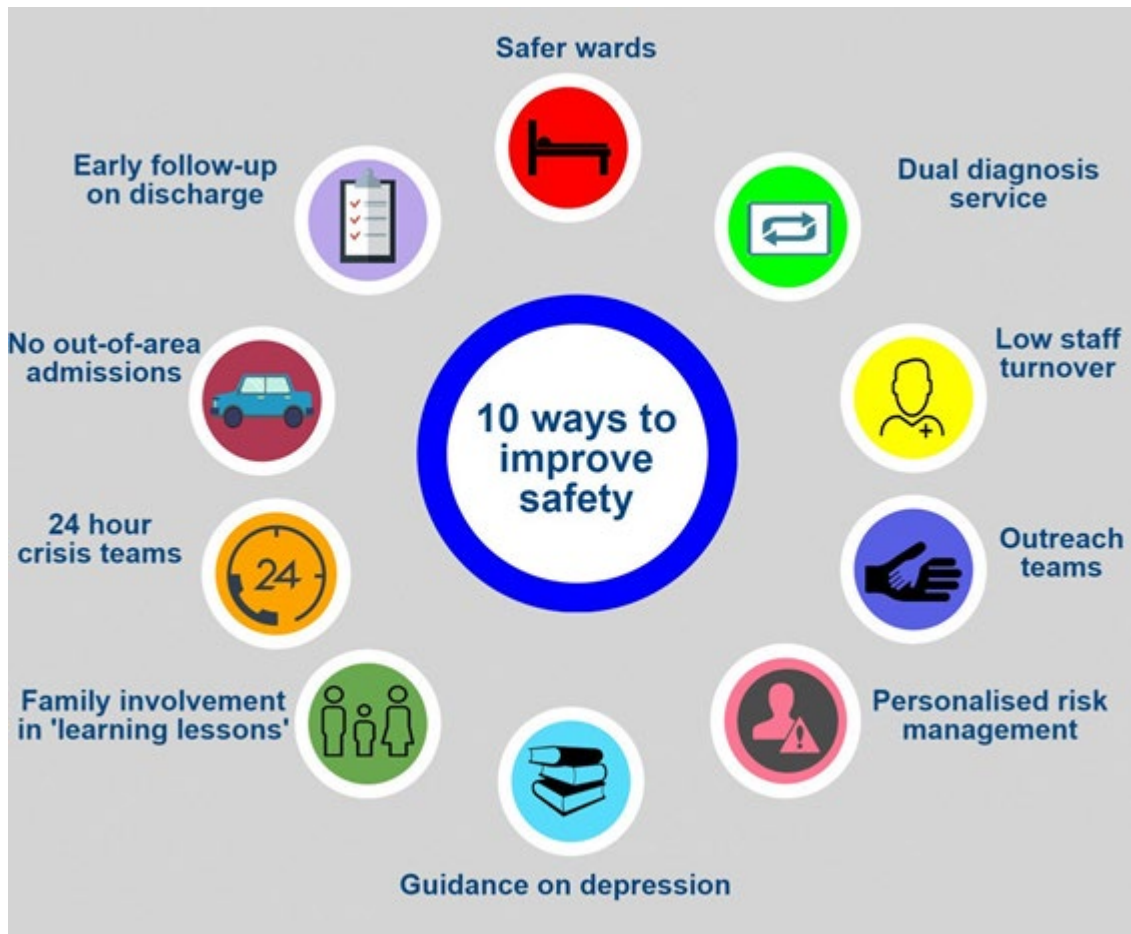 10 ways to
improve
safety
Safer wards
Dual diagnosis
service
Low staff
turnover
Outreach
teams
Personalised risk
management
Guidance on depression
Family involvement
in 'learning lessons'
24 hour
crisis teams
24
No out-of-area
admissions
Early follow-up
on discharge